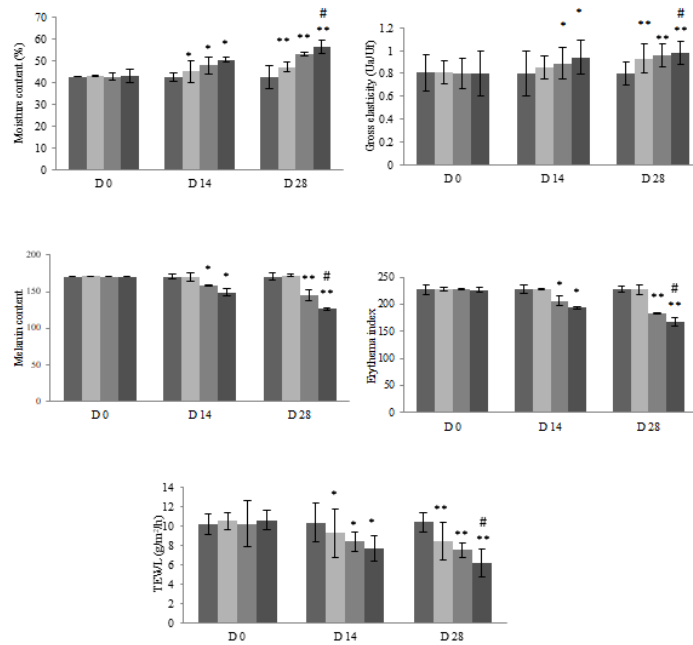 Moisture content (%)
70
60
50
40
30
20
10
0
* * *
** ** **
#
D 0 D 14 D 28
Gross elasticity (Ua/Uf)
1.2
1
0.8
0.6
0.4
0.2
0
* *
** ** **
#
D 0 D 14 D 28
Melanin content
200
150
100
50
0
* *
** **
#
D 0 D 14 D 28
Erythema index
250
200
150
100
50
0
* *
** **
#
D 0 D 14 D 28
TEWL (g/m²/h)
14
12
10
8
6
4
2
0
* * *
** ** **
#
D 0 D 14 D 28